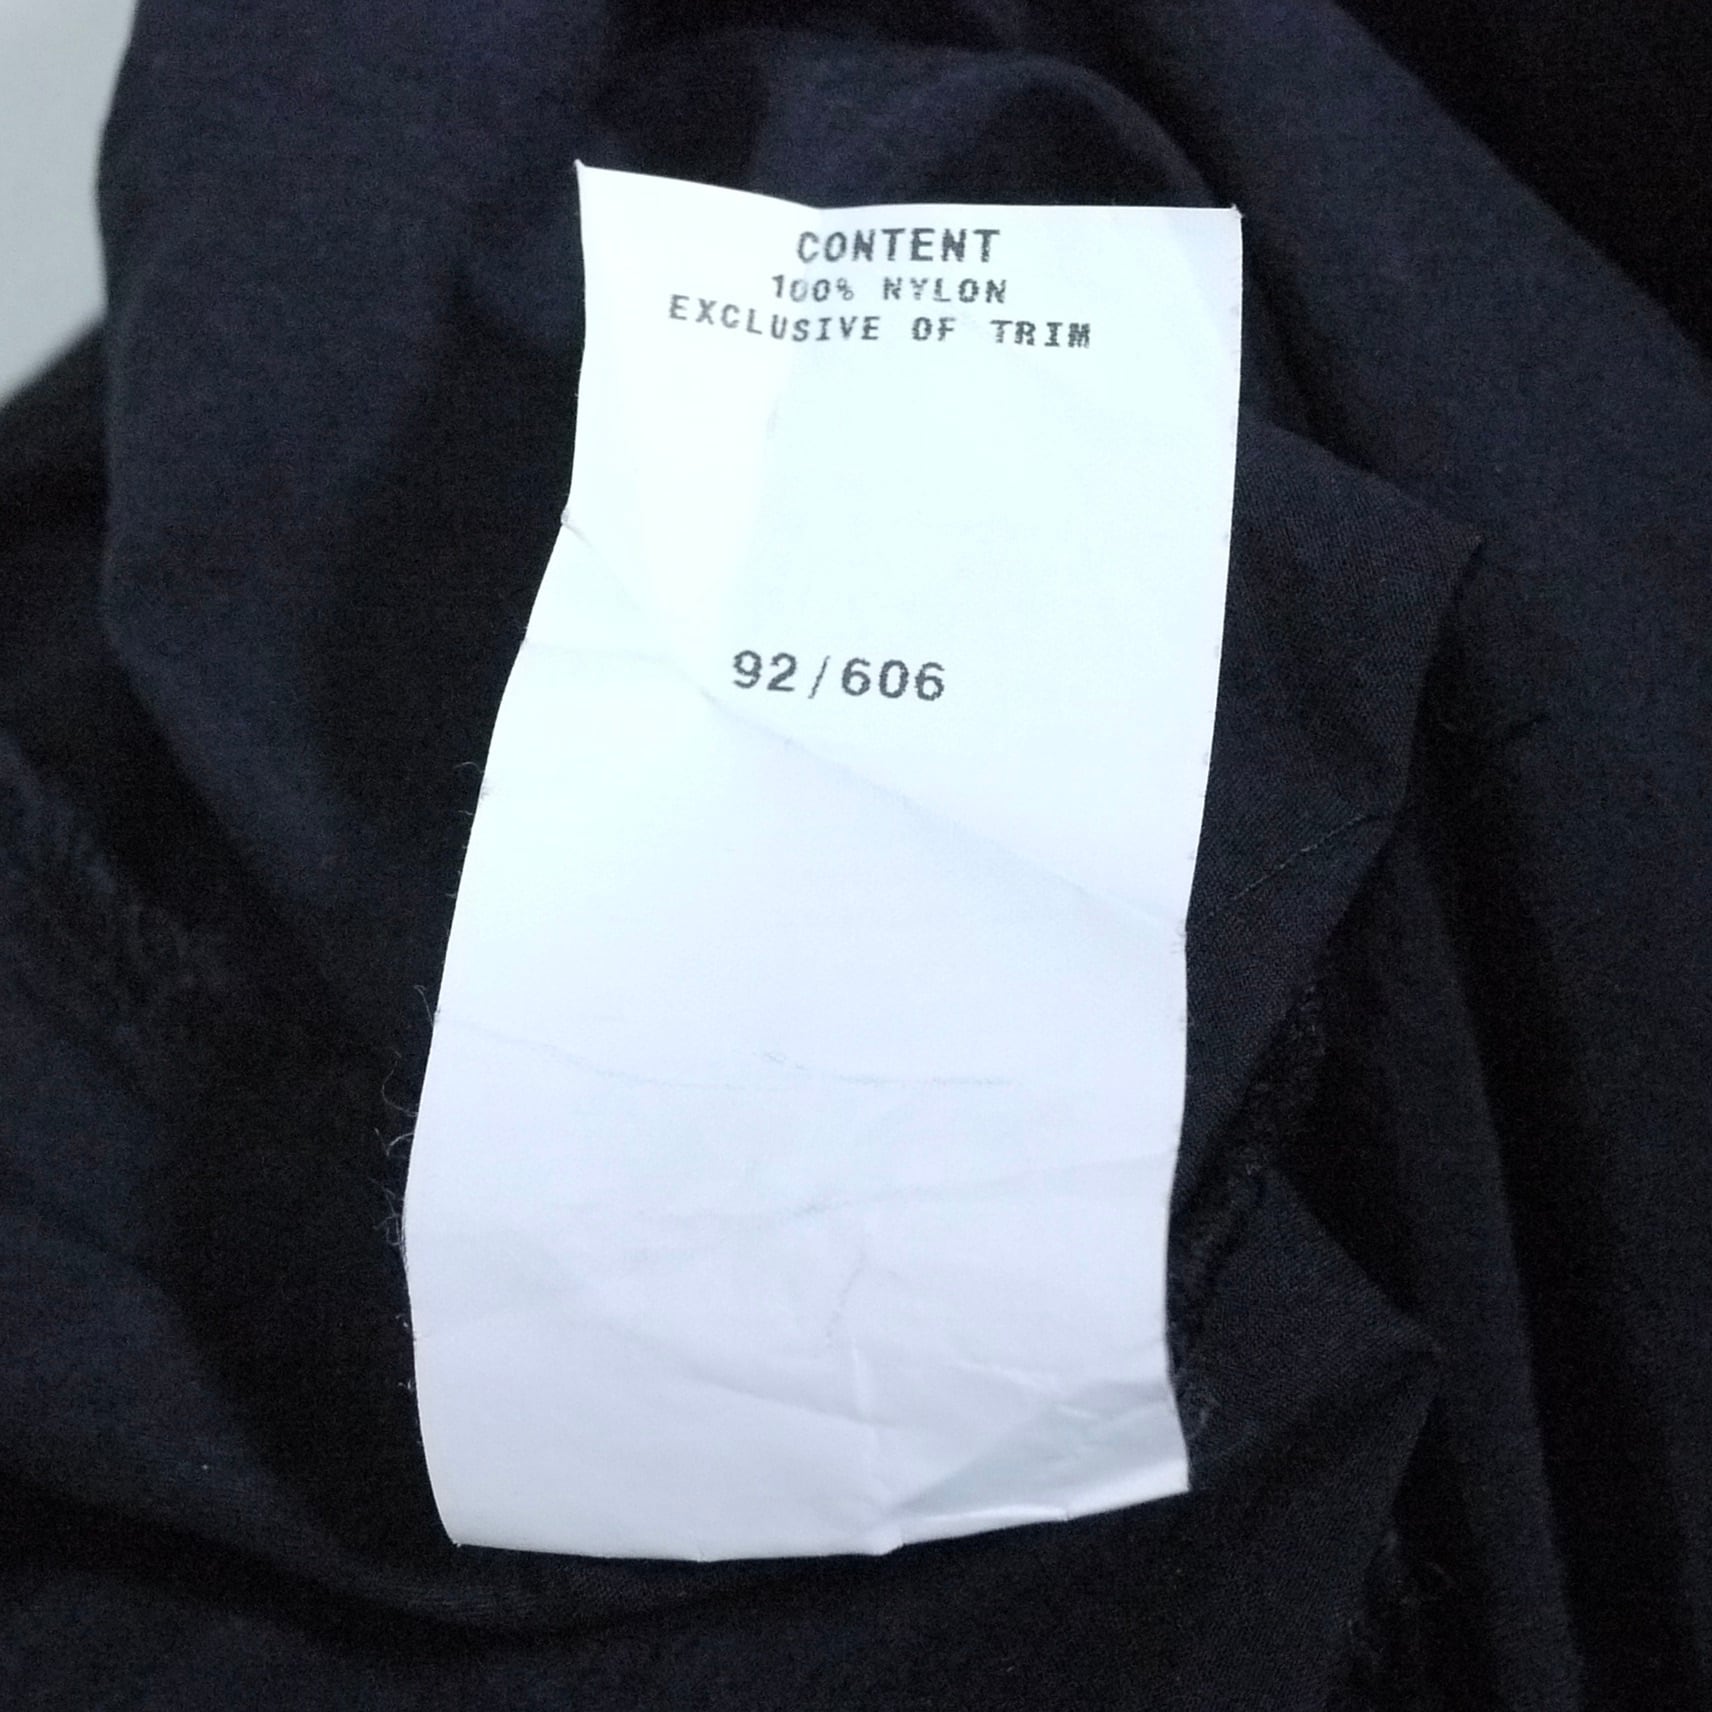 CONTENT
100% NYLON
EXCLUSIVE OF TRIM
92/606